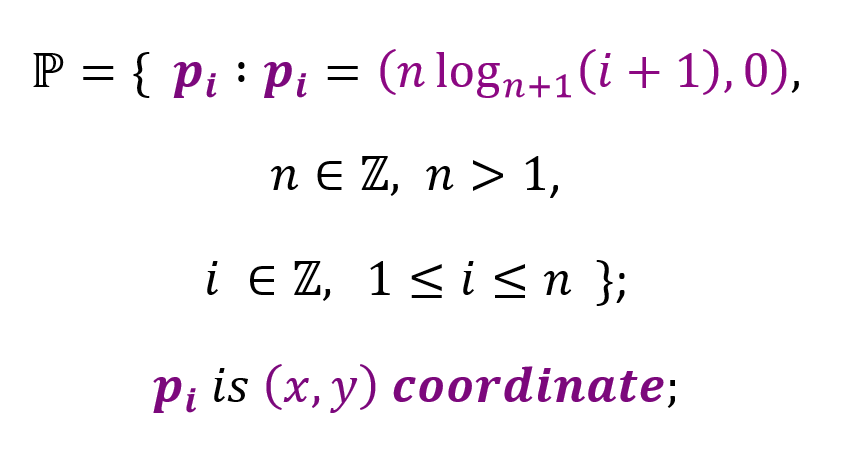 ℙ = { pᵢ : pᵢ = (n logₙ₊₁(i + 1), 0),
n ∈ ℤ, n > 1,
i ∈ ℤ, 1 ≤ i ≤ n };
pᵢ is (x, y) coordinate;